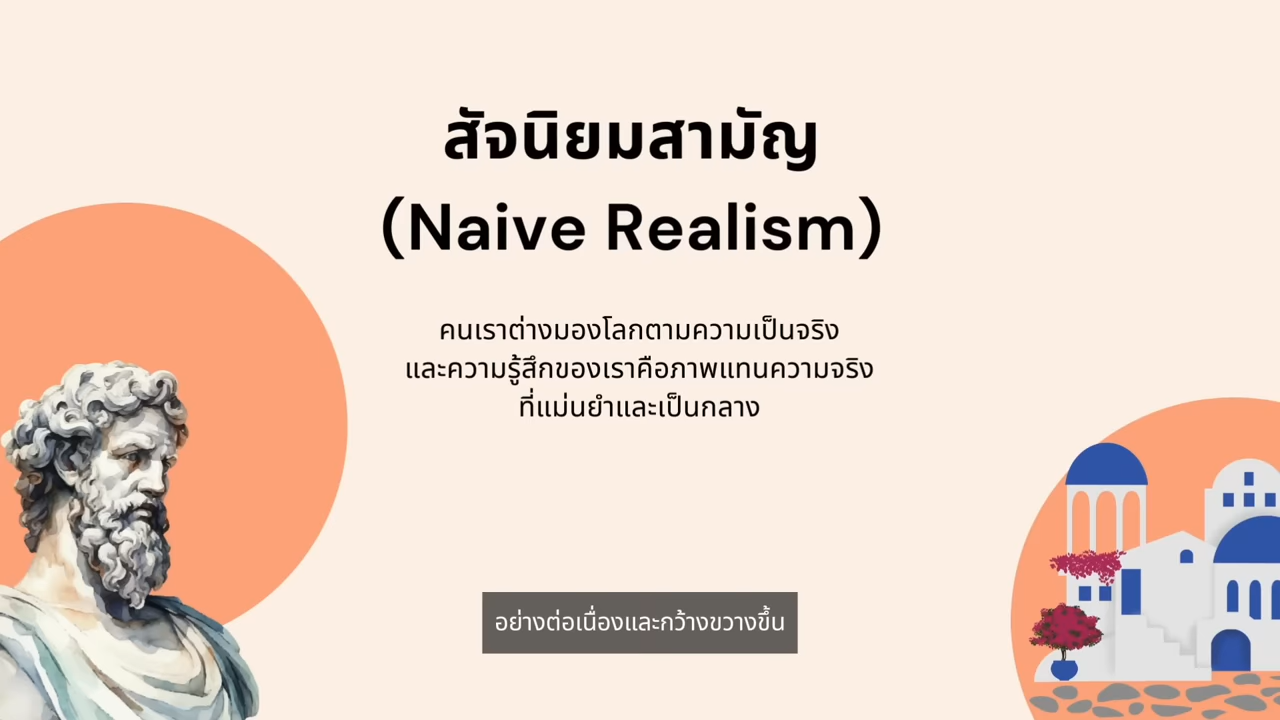 สัจนิยมสามัญ
(Naive Realism)
คนเราต่างมองโลกตามความเป็นจริง
และความรู้สึกของเราคือภาพแทนความจริง
ที่แม่นยำและเป็นกลาง
อย่างต่อเนื่องและกว้างขวางขึ้น